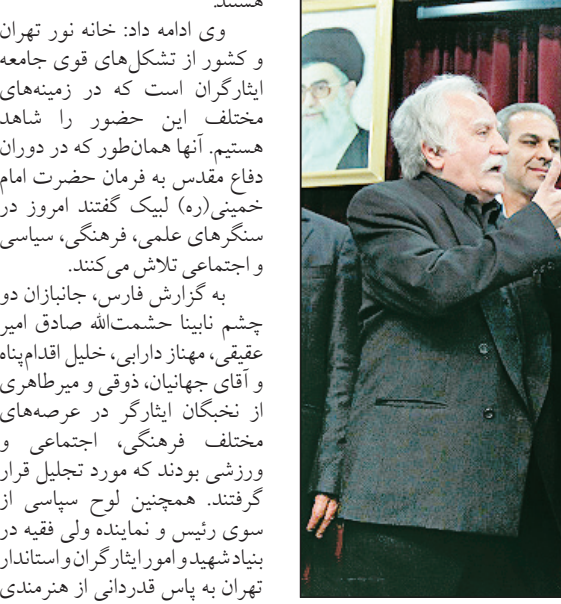 هستند.
وی ادامه داد: خانه نور تهران
و کشور از تشکل‌های قوی جامعه
ایثارگران است که در زمینه‌های
مختلف این حضور را شاهد
هستیم. آنها همان‌طور که در دوران
دفاع مقدس به فرمان حضرت امام
خمینی(ره) لبیک گفتند امروز در
سنگرهای علمی، فرهنگی، سیاسی
و اجتماعی تلاش می‌کنند.
به گزارش فارس، جانبازان دو
چشم نابینا حشمت‌الله صادق امیر
عقیقی، مهناز دارابی، خلیل اقدام‌پناه
و آقای جهانیان، ذوقی و میرطاهری
از نخبگان ایثارگر در عرصه‌های
مختلف فرهنگی، اجتماعی و
ورزشی بودند که مورد تجلیل قرار
گرفتند. همچنین لوح سپاسی از
سوی رئیس و نماینده ولی فقیه در
بنیاد شهید و امور ایثارگران و استاندار
تهران به پاس قدردانی از هنرمندی